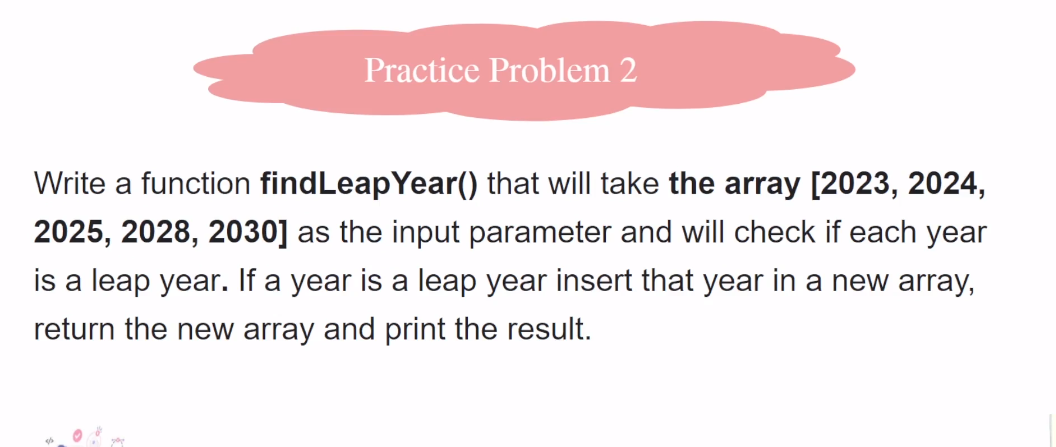 Practice Problem 2
Write a function findLeapYear() that will take the array [2023, 2024,
2025, 2028, 2030] as the input parameter and will check if each year
is a leap year. If a year is a leap year insert that year in a new array,
return the new array and print the result.